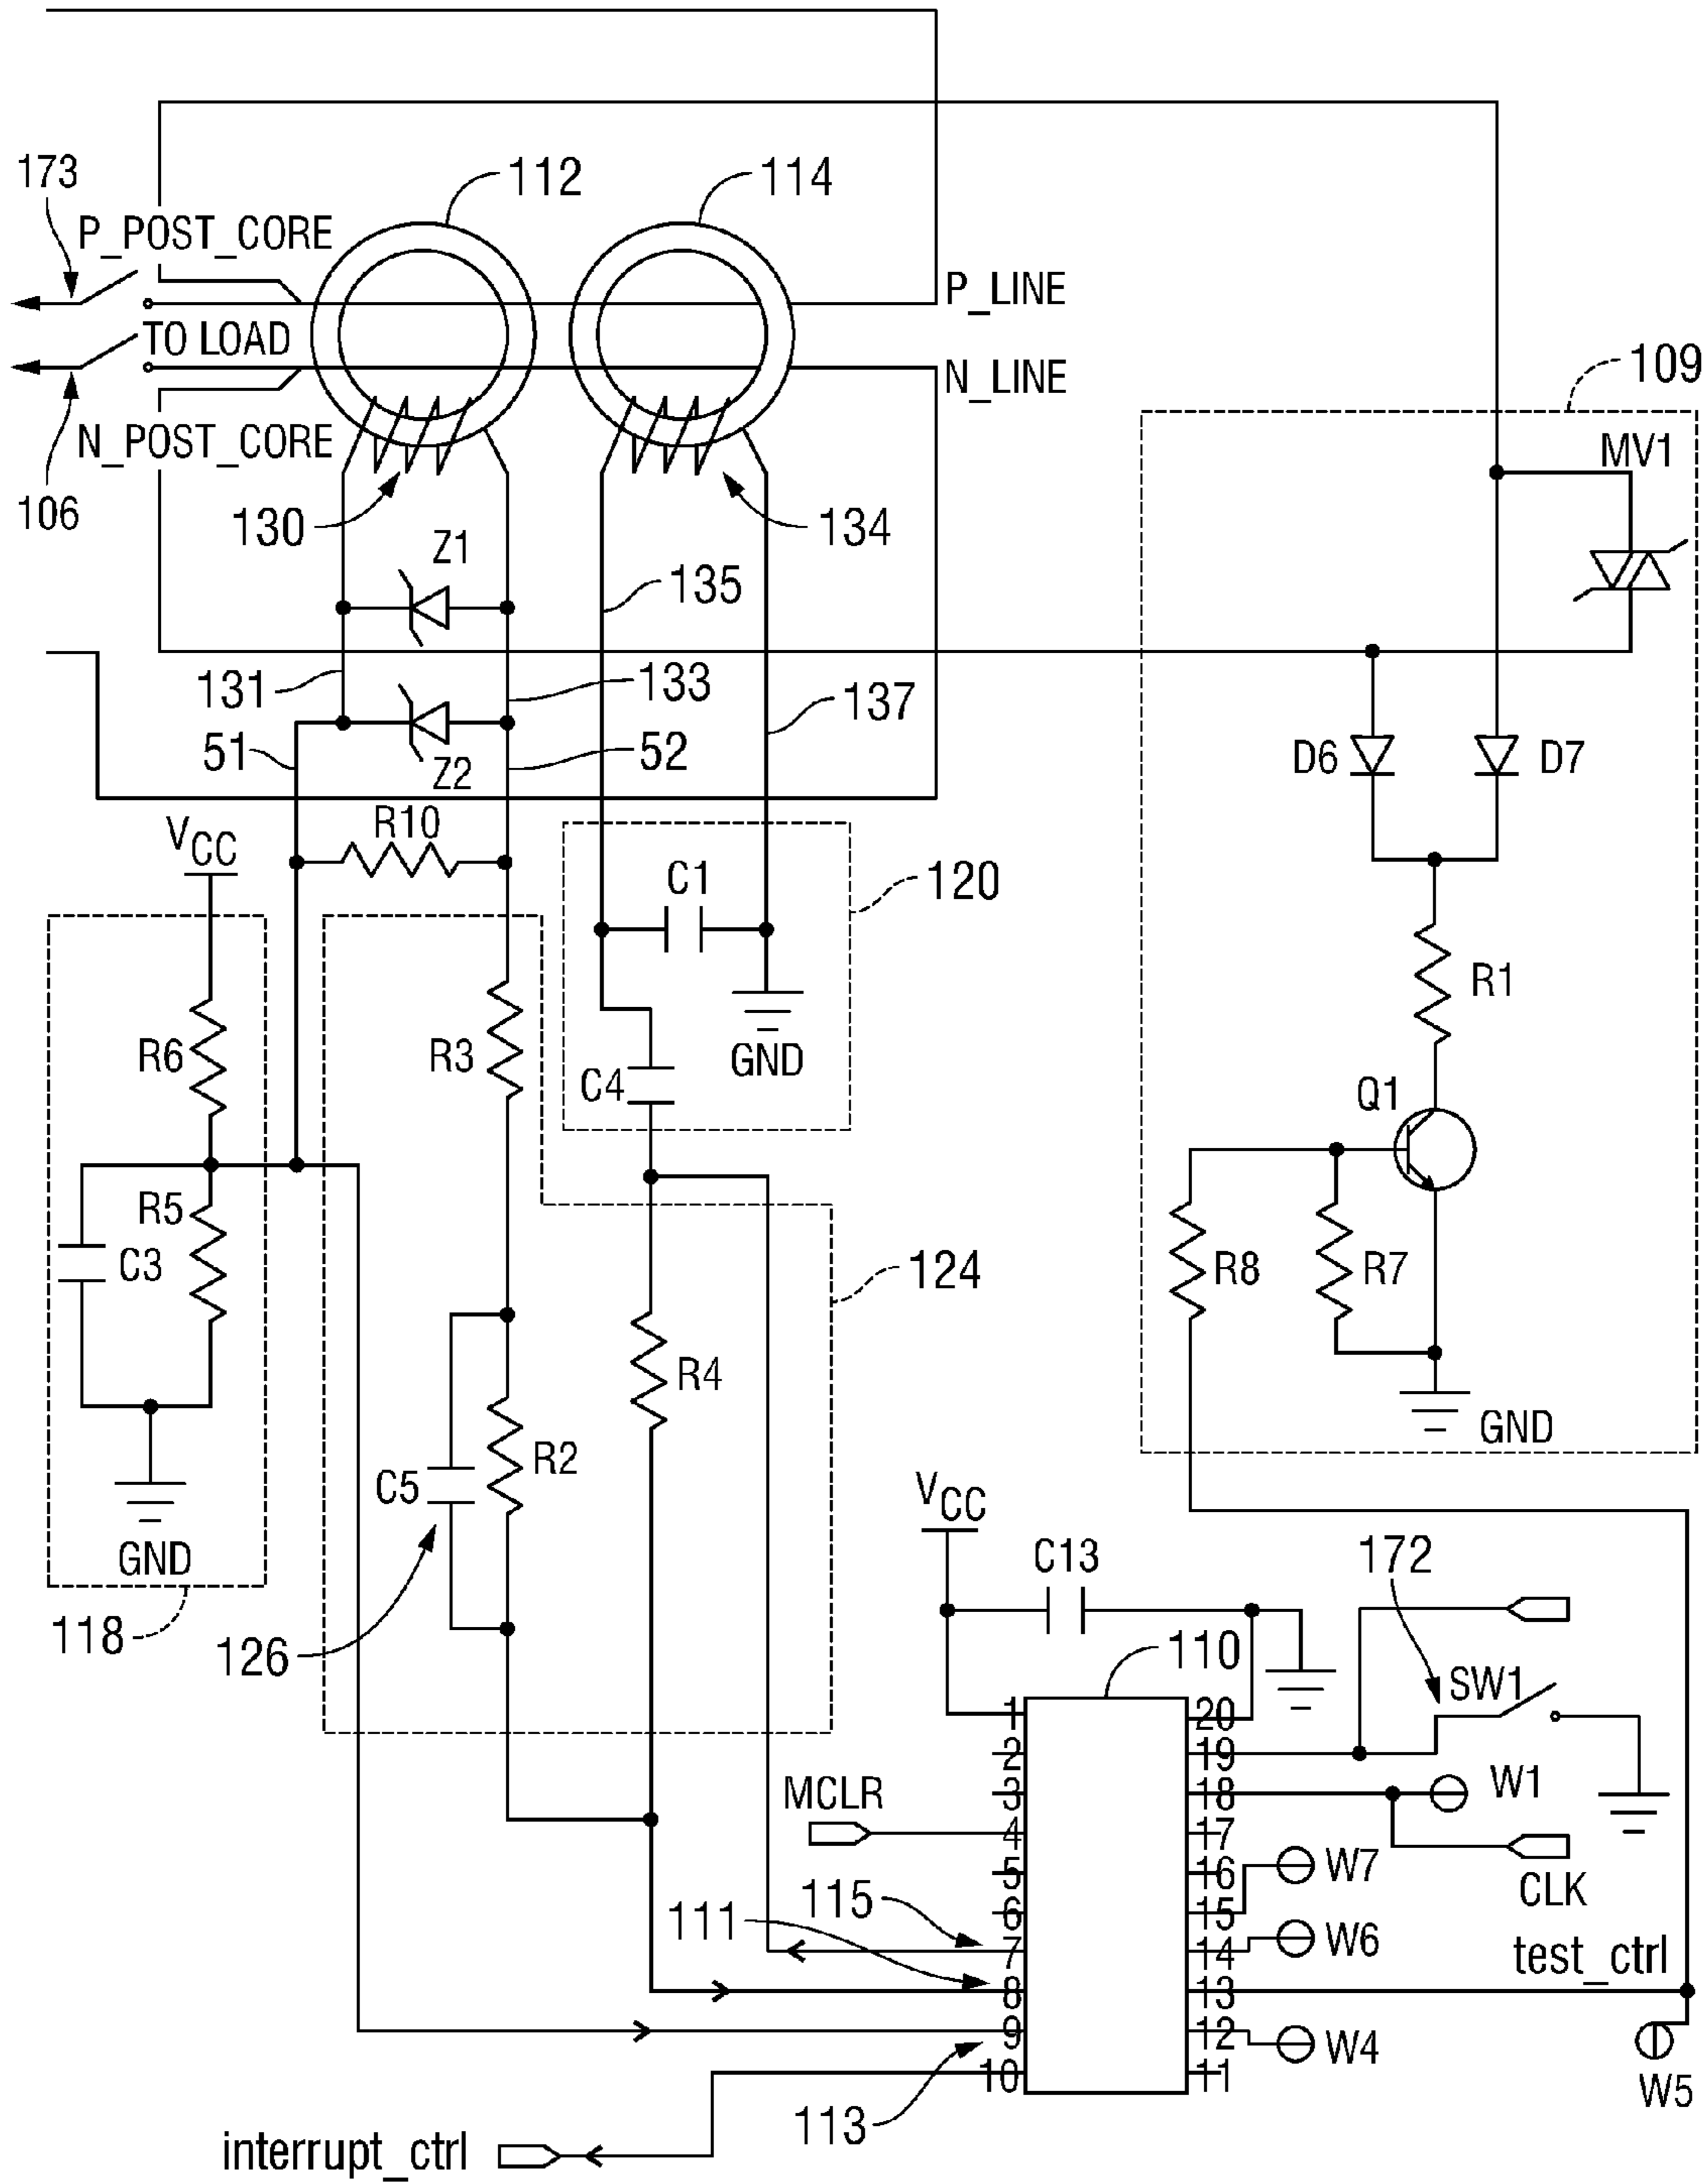 173
112
114
P_POST_CORE
P_LINE
TO LOAD
N_LINE
109
N_POST_CORE
MV1
106
130
134
Z1
135
131
133
137
51
52
Z2
D6
D7
R10
VCC
C1
120
R1
R6
R3
GND
C4
Q1
R5
C3
124
R8
R7
R4
GND
R2
C5
VCC
C13
172
GND
118
126
110
SW1
1
20
2
19
MCLR
3
18
W1
4
17
5
16
W7
CLK
115
111
6
15
7
14
W6
test_ctrl
8
13
9
12
W4
10
11
W5
113
interrupt_ctrl